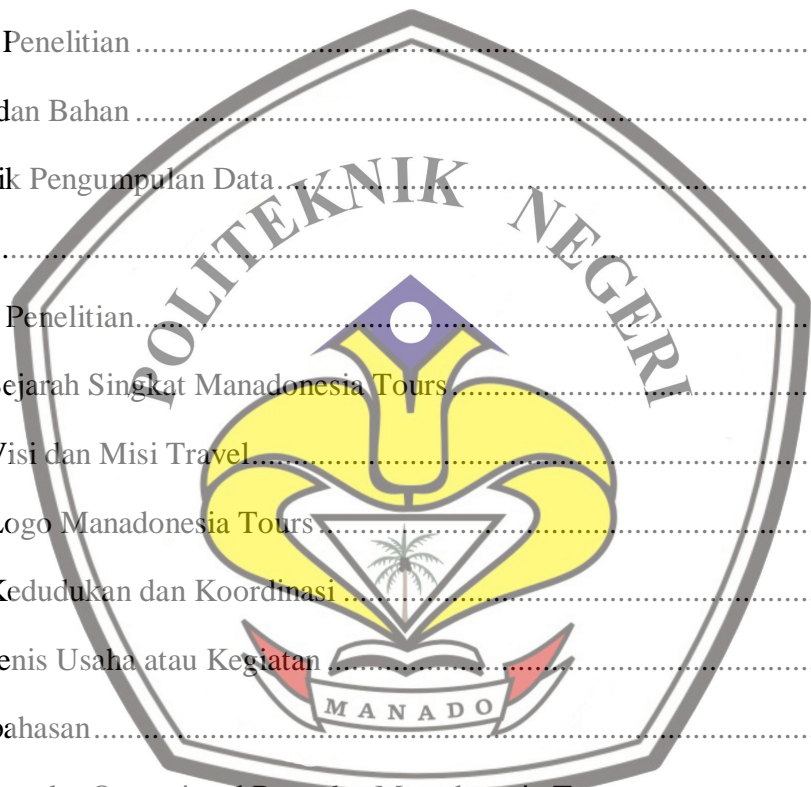 Penelitian ........................................................................................
dan Bahan ........................................................................................
ik Pengumpulan Data ........................................................................................
........................................................................................
Penelitian ........................................................................................
ejarah Singkat Manadonesia Tours ........................................................................................
Visi dan Misi Travel ........................................................................................
Logo Manadonesia Tours ........................................................................................
Kedudukan dan Koordinasi ........................................................................................
enis Usaha atau Kegiatan ........................................................................................
bahasan ........................................................................................
POLITEKNIK NEGERI
MANADO